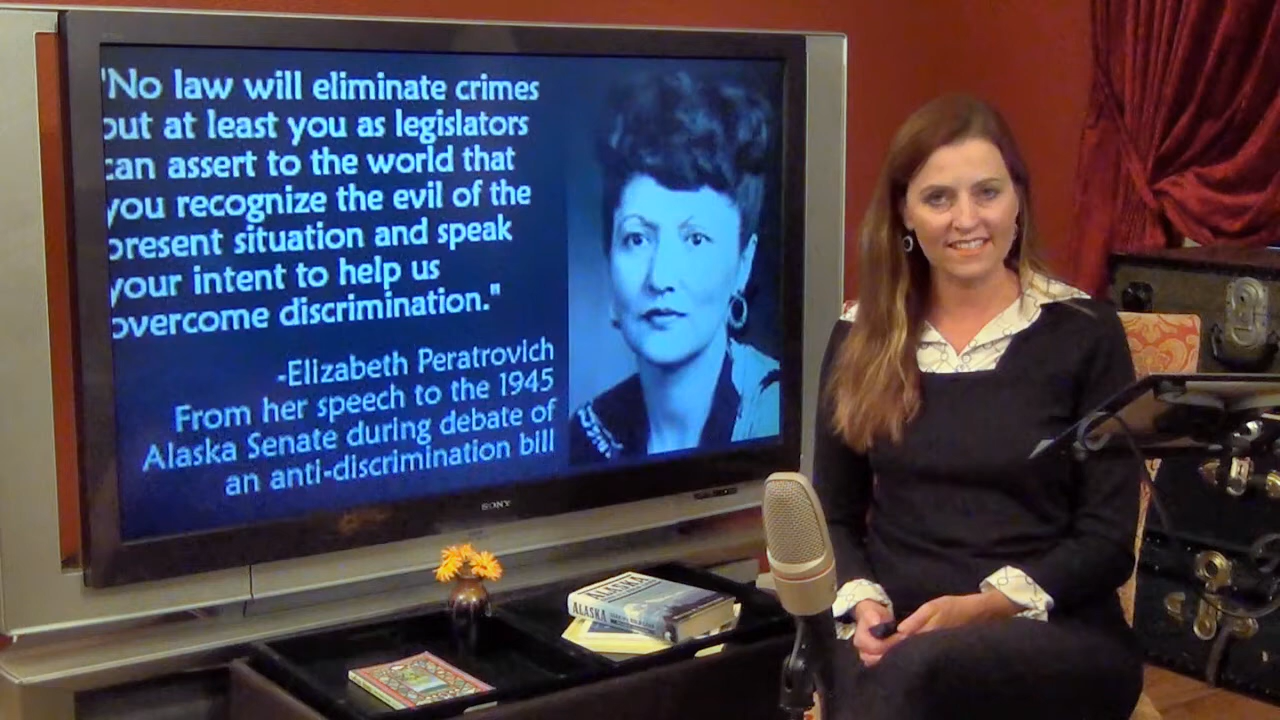 "No law will eliminate crimes
but at least you as legislators
can assert to the world that
you recognize the evil of the
present situation and speak
your intent to help us
overcome discrimination."
-Elizabeth Peratrovich
From her speech to the 1945
Alaska Senate during debate of
an anti-discrimination bill
SONY
ALASKA
ALASKA